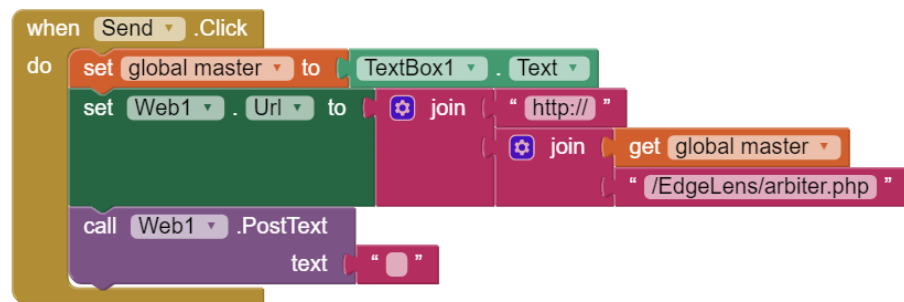 when Send .Click
do set global master to TextBox1 . Text
set Web1 . Url to join " http:// "
join get global master
" /EdgeLens/arbiter.php "
call Web1 .PostText
text " "